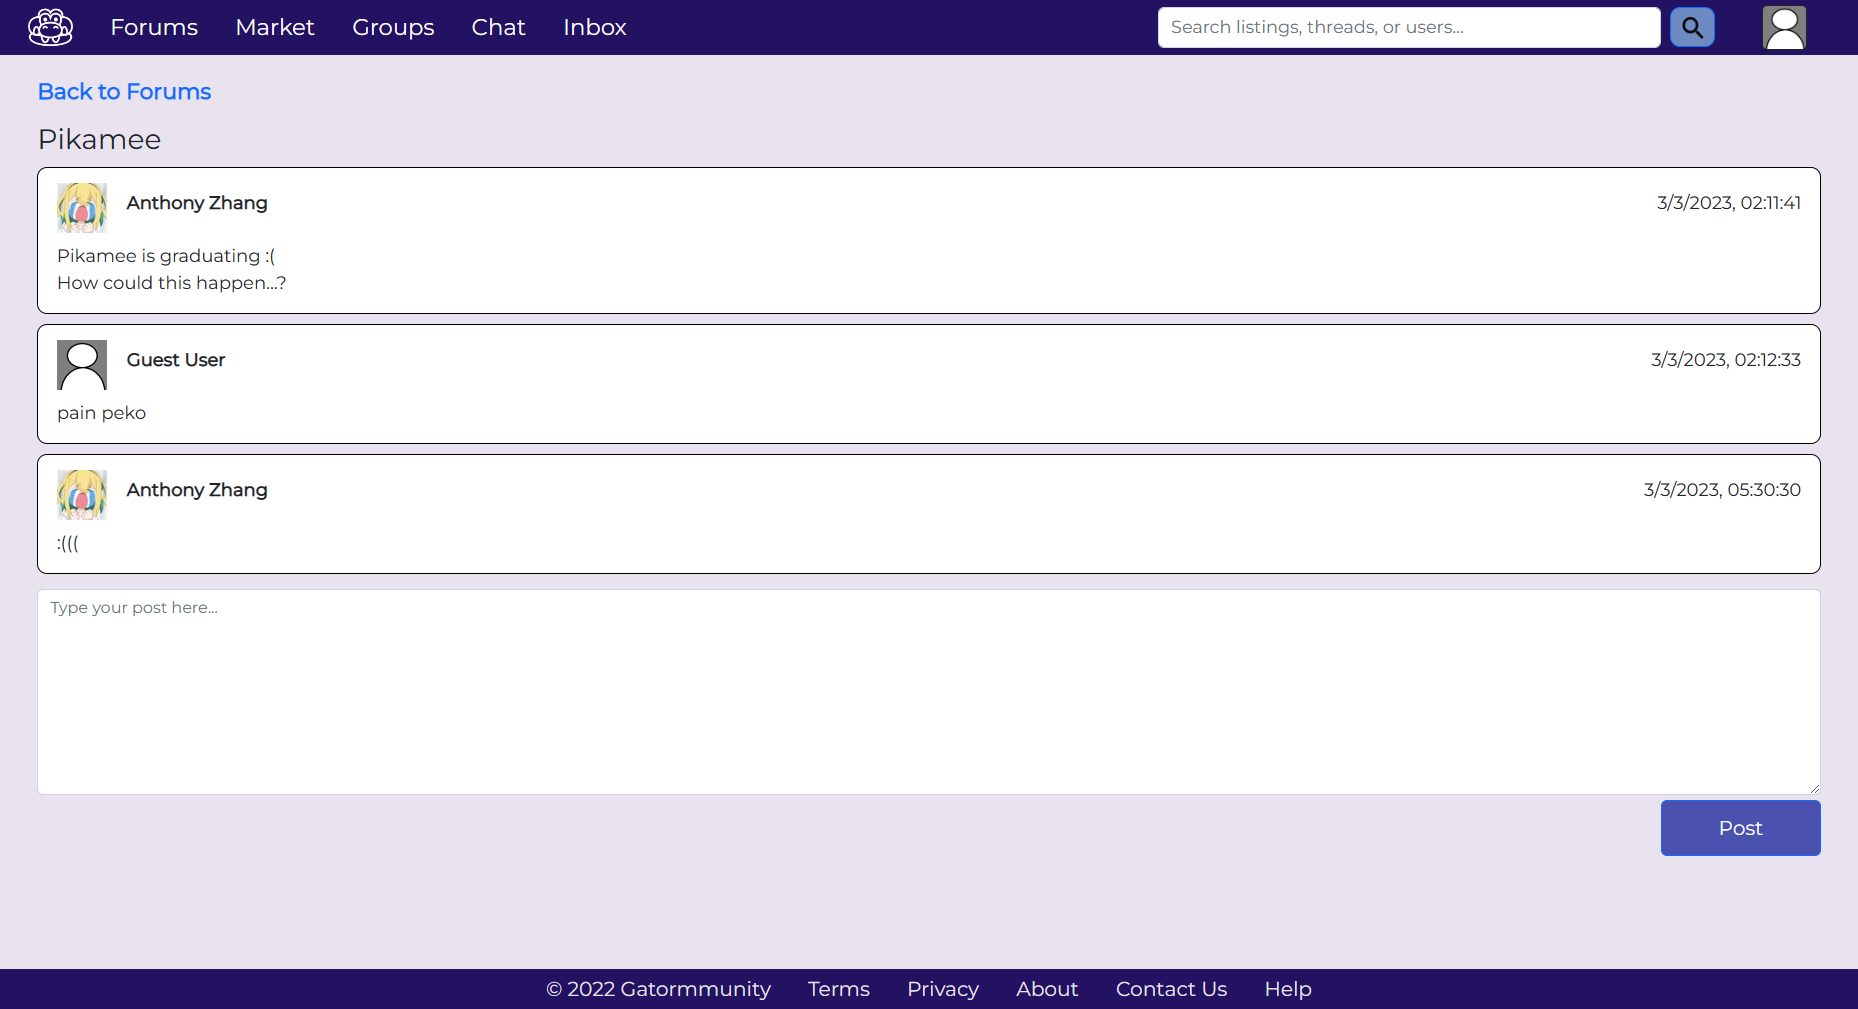 Forums Market Groups Chat Inbox Search listings, threads, or users...
Back to Forums
Pikamee
Anthony Zhang 3/3/2023, 02:11:41
Pikamee is graduating :(
How could this happen...?
Guest User 3/3/2023, 02:12:33
pain peko
Anthony Zhang 3/3/2023, 05:30:30
:(((
Type your post here...
Post
© 2022 Gatormmunity Terms Privacy About Contact Us Help